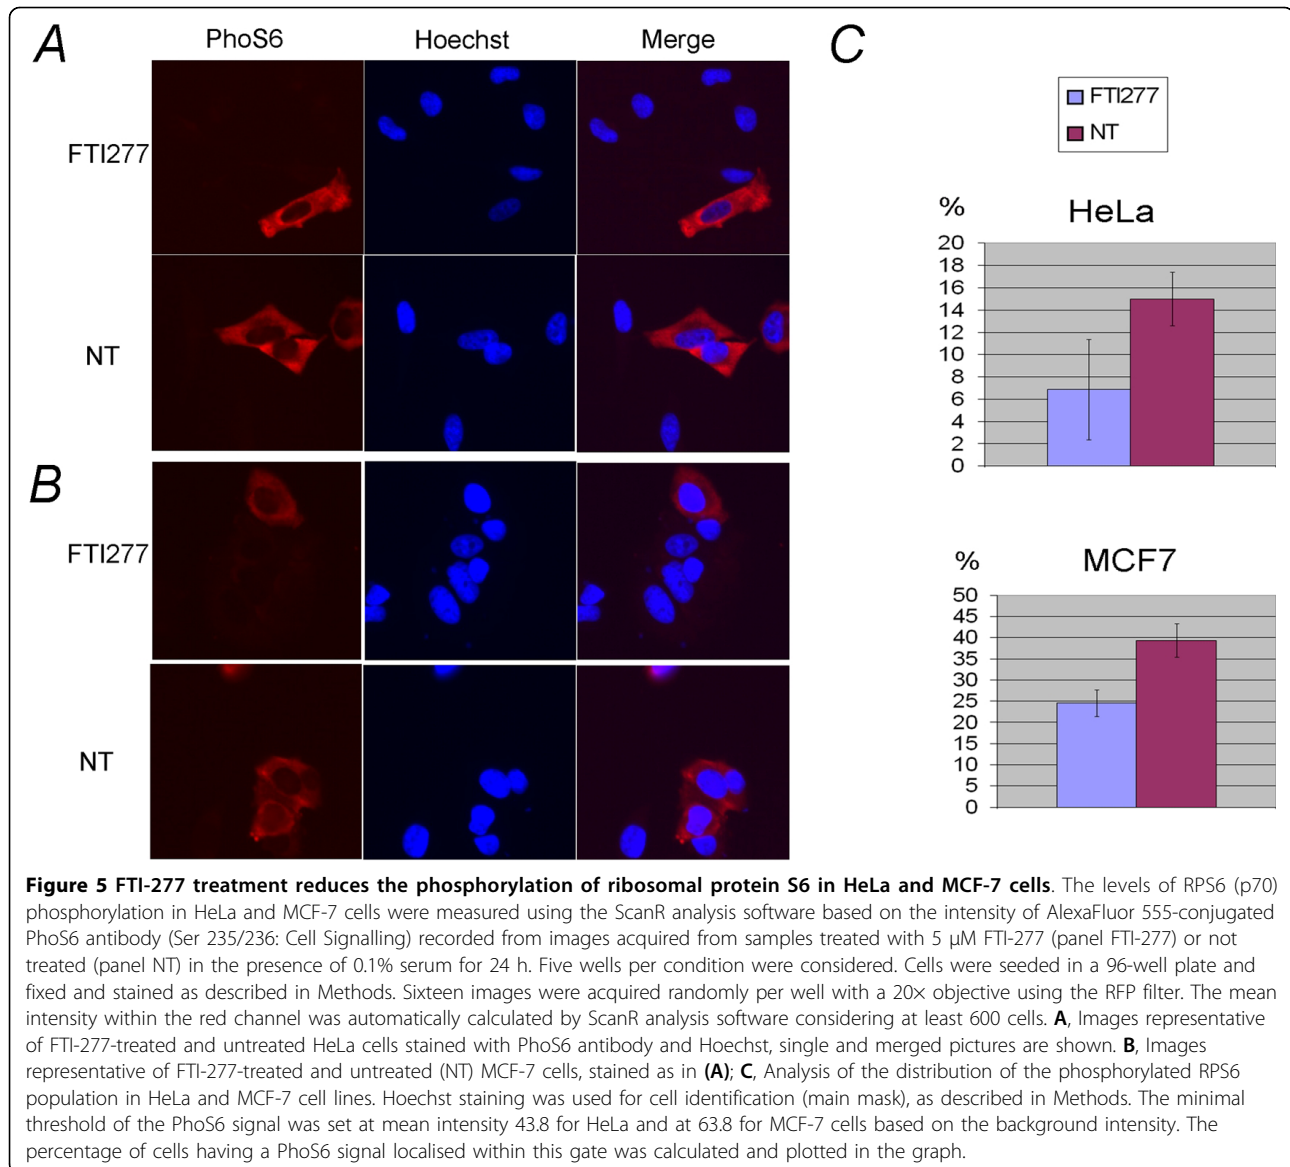 A
PhoS6 Hoechst Merge
FTI277
NT
B
FTI277
NT
C
FTI277
NT
% HeLa
20
18
16
14
12
10
8
6
4
2
0
% MCF7
50
45
40
35
30
25
20
15
10
5
0
Figure 5 FTI-277 treatment reduces the phosphorylation of ribosomal protein S6 in HeLa and MCF-7 cells. The levels of RPS6 (p70)
phosphorylation in HeLa and MCF-7 cells were measured using the ScanR analysis software based on the intensity of AlexaFluor 555-conjugated
PhoS6 antibody (Ser 235/236: Cell Signalling) recorded from images acquired from samples treated with 5 μM FTI-277 (panel FTI-277) or not
treated (panel NT) in the presence of 0.1% serum for 24 h. Five wells per condition were considered. Cells were seeded in a 96-well plate and
fixed and stained as described in Methods. Sixteen images were acquired randomly per well with a 20× objective using the RFP filter. The mean
intensity within the red channel was automatically calculated by ScanR analysis software considering at least 600 cells. A, Images representative
of FTI-277-treated and untreated HeLa cells stained with PhoS6 antibody and Hoechst, single and merged pictures are shown. B, Images
representative of FTI-277-treated and untreated (NT) MCF-7 cells, stained as in (A); C, Analysis of the distribution of the phosphorylated RPS6
population in HeLa and MCF-7 cell lines. Hoechst staining was used for cell identification (main mask), as described in Methods. The minimal
threshold of the PhoS6 signal was set at mean intensity 43.8 for HeLa and at 63.8 for MCF-7 cells based on the background intensity. The
percentage of cells having a PhoS6 signal localised within this gate was calculated and plotted in the graph.